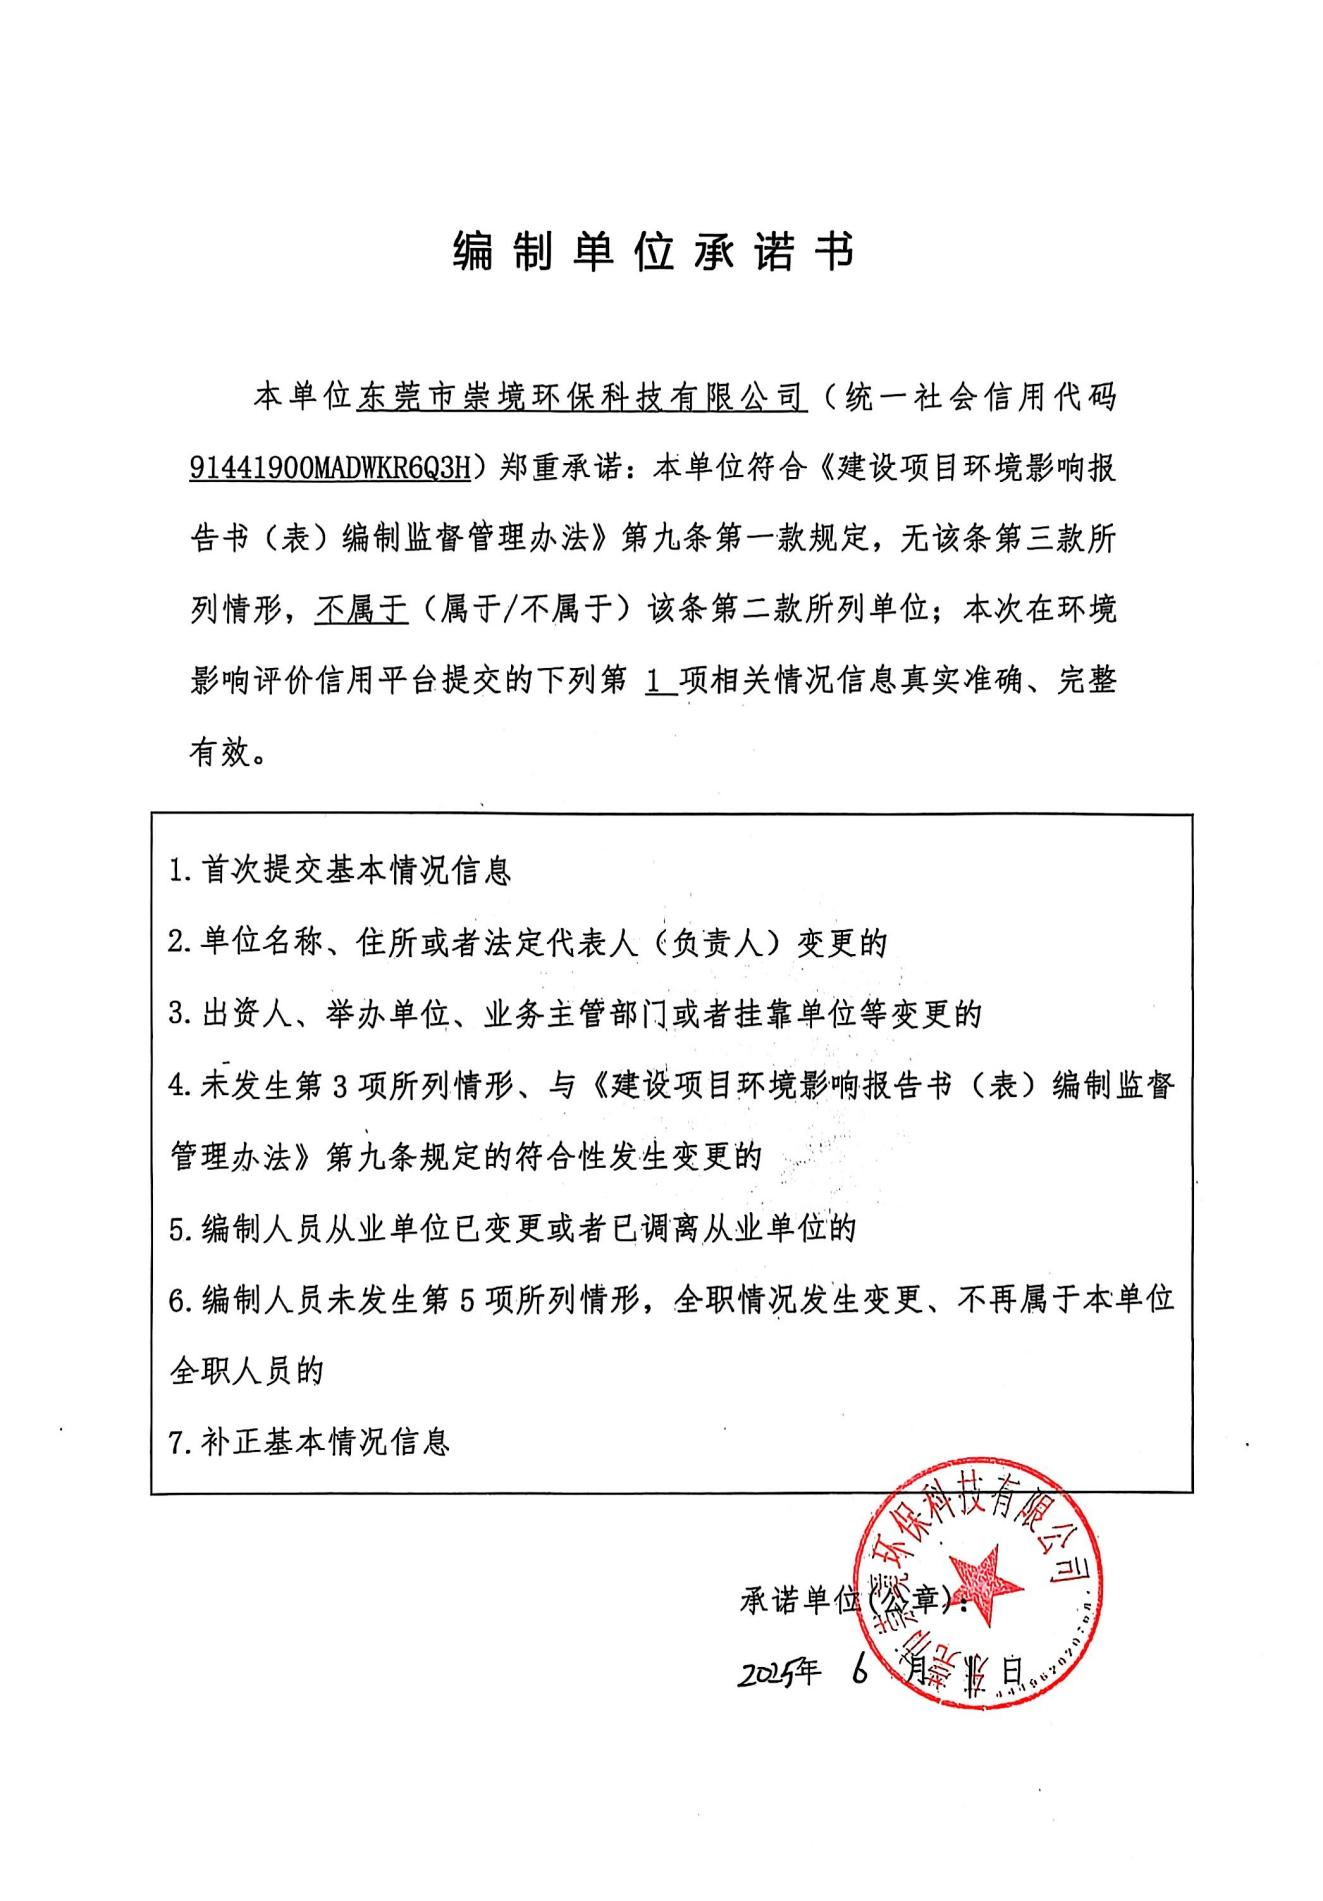 编制单位承诺书
本单位东莞市崇境环保科技有限公司（统一社会信用代码
91441900MADWKR6Q3H）郑重承诺：本单位符合《建设项目环境影响报
告书（表）编制监督管理办法》第九条第一款规定，无该条第三款所
列情形，不属于（属于/不属于）该条第二款所列单位；本次在环境
影响评价信用平台提交的下列第 1 项相关情况信息真实准确、完整
有效。
1.首次提交基本情况信息
2.单位名称、住所或者法定代表人（负责人）变更的
3.出资人、举办单位、业务主管部门或者挂靠单位等变更的
4.未发生第 3 项所列情形、与《建设项目环境影响报告书（表）编制监督
管理办法》第九条规定的符合性发生变更的
5.编制人员从业单位已变更或者已调离从业单位的
6.编制人员未发生第 5 项所列情形，全职情况发生变更、不再属于本单位
全职人员的
7.补正基本情况信息
东莞市崇境环保科技有限公司
承诺单位(公章)：
2025年 6 月 日